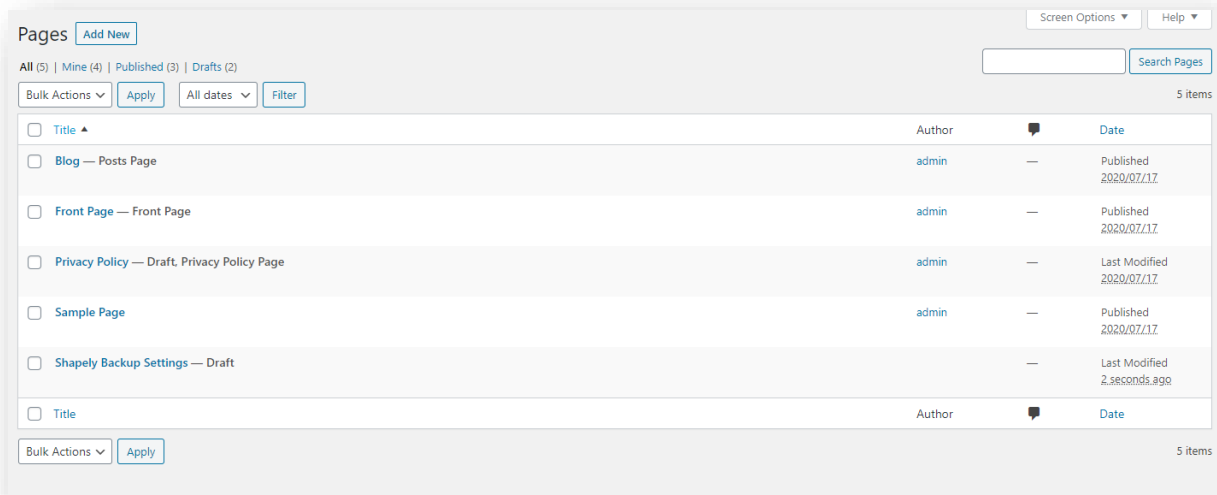 Screen Options ▼ Help ▼
Pages Add New
All (5) | Mine (4) | Published (3) | Drafts (2)
Search Pages
Bulk Actions Apply All dates Filter 5 items
Title ▲ Author Date
Blog — Posts Page admin — Published
2020/07/17
Front Page — Front Page admin — Published
2020/07/17
Privacy Policy — Draft, Privacy Policy Page admin — Last Modified
2020/07/17
Sample Page admin — Published
2020/07/17
Shapely Backup Settings — Draft — Last Modified
2 seconds ago
Title Author Date
Bulk Actions Apply 5 items